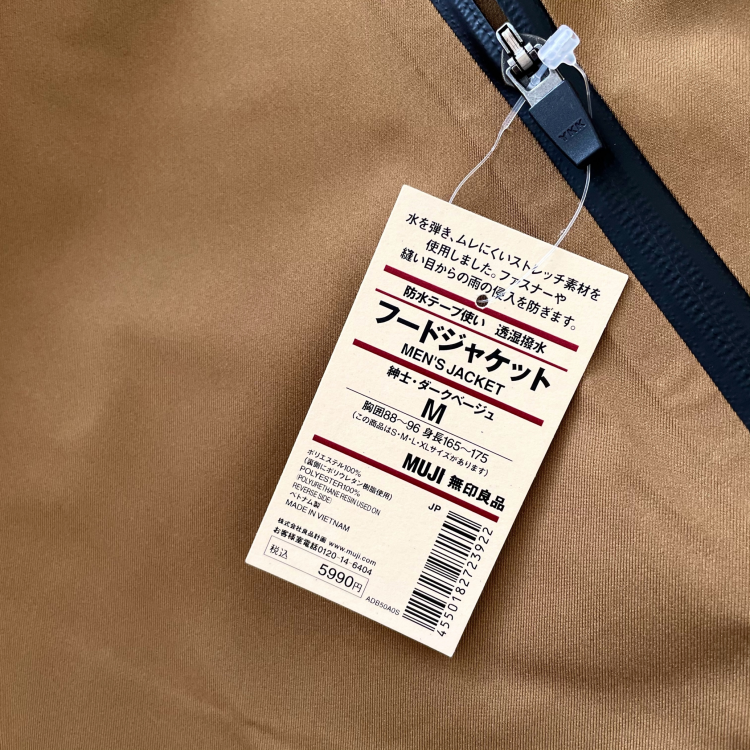 YKK
水を弾き、ムレにくいストレッチ素材を
使用しました。ファスナーや
縫い目からの雨の侵入を防ぎます。
防水テープ使い 透湿撥水
フードジャケット
MEN'S JACKET
紳士・ダークベージュ
M
胸囲88〜96 身長165〜175
(この商品はS・M・L・XLサイズがあります)
MUJI 無印良品
ポリエステル100%
(裏側にポリウレタン樹脂使用)
POLYESTER100%
(POLYURETHANE RESIN USED ON
REVERSE SIDE)
ベトナム製
MADE IN VIETNAM
株式会社良品計画 www.muji.com
お客様室電話0120-14-6404
税込
5990円
ADB50A0S
JP
4550182723922